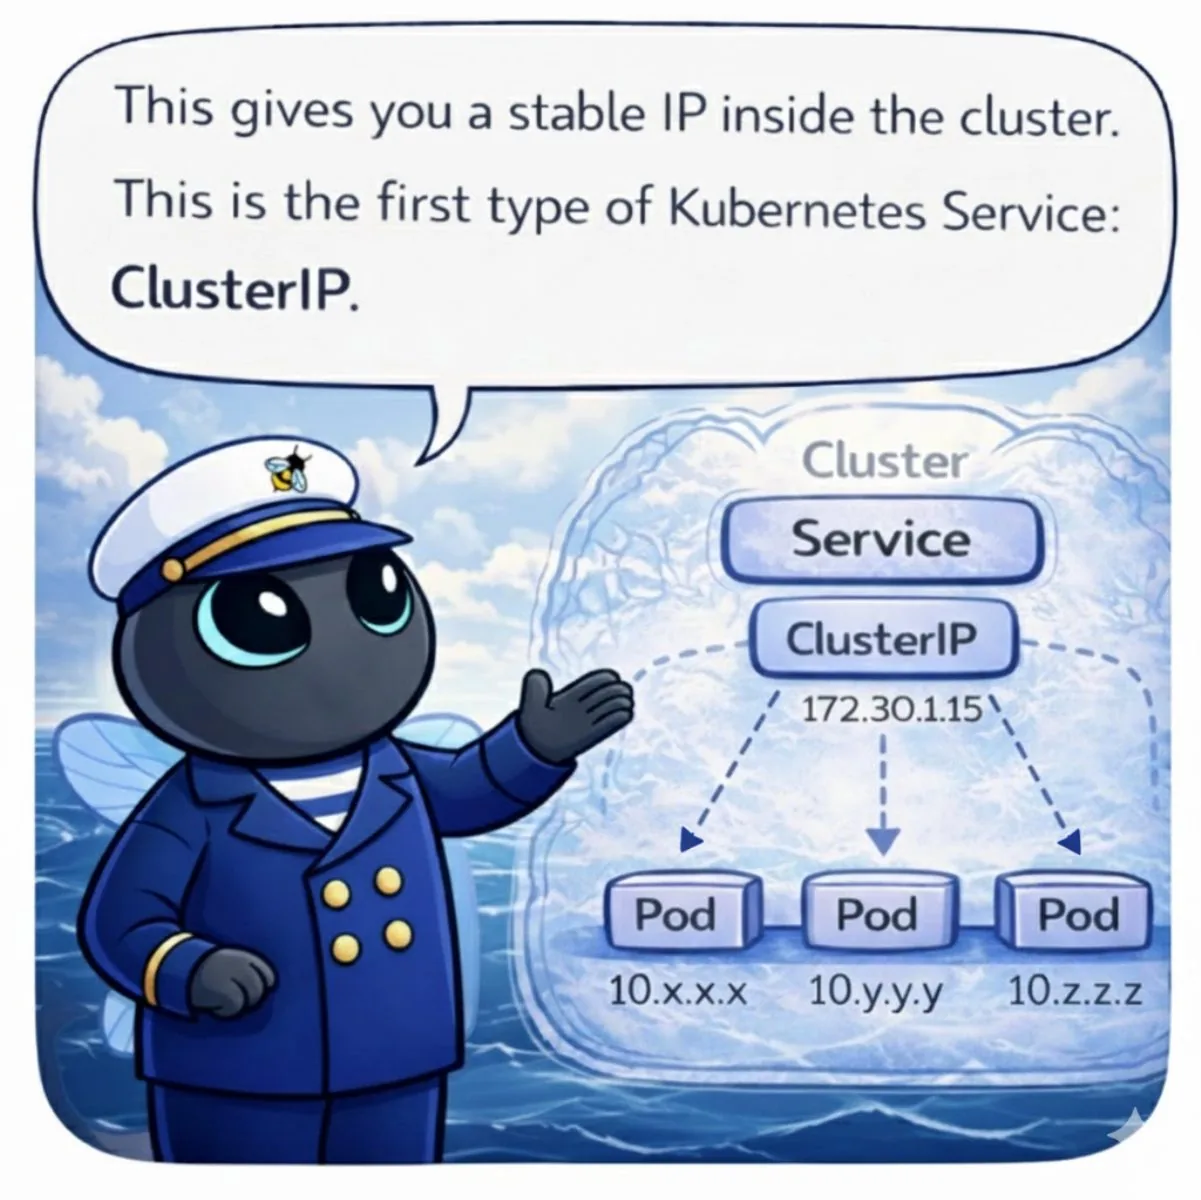 This gives you a stable IP inside the cluster.
This is the first type of Kubernetes Service:
ClusterIP.
Cluster
Service
ClusterIP
172.30.1.15
Pod Pod Pod
10.x.x.x 10.y.y.y 10.z.z.z